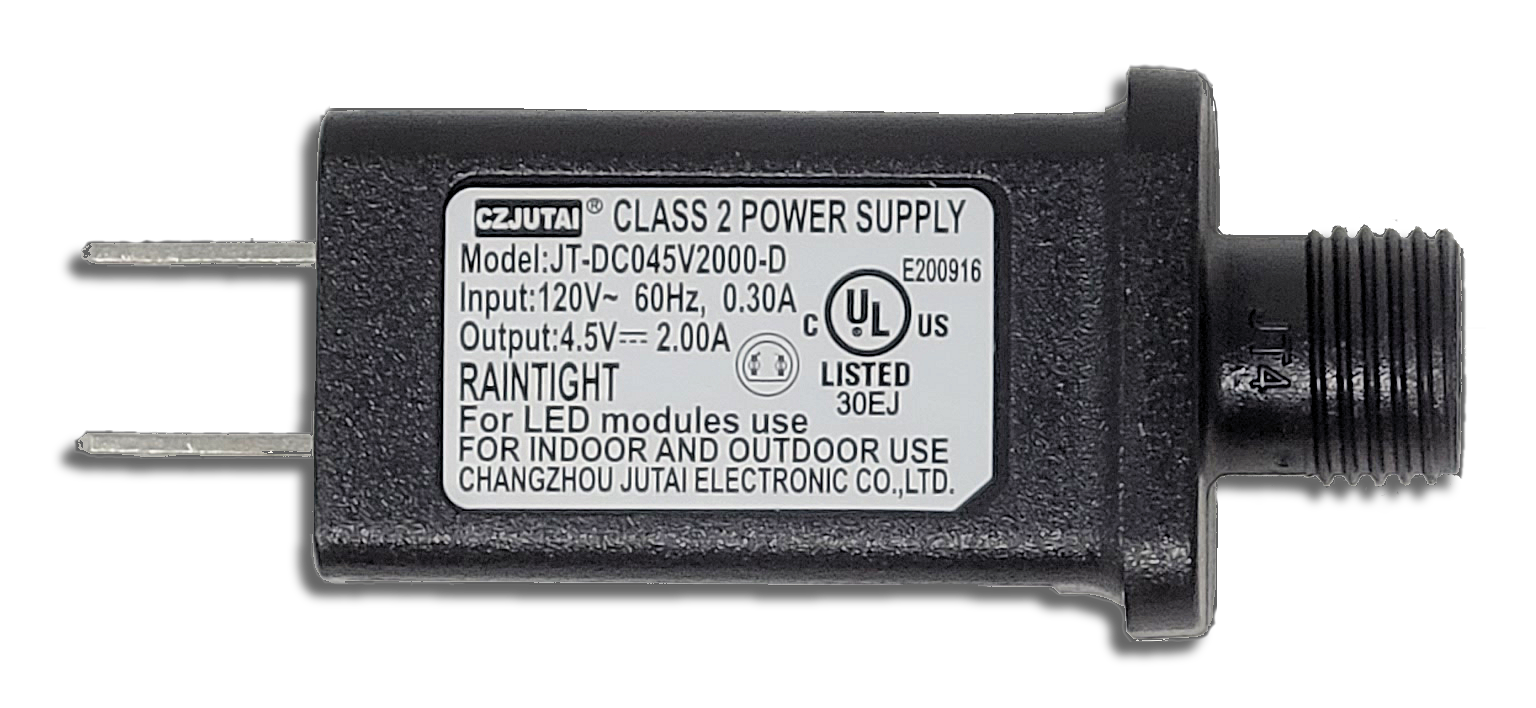 CZJUTAI® CLASS 2 POWER SUPPLY
Model:JT-DC045V2000-D
E200916
Input:120V~ 60Hz, 0.30A
Output:4.5V⎓ 2.00A
C UL® US
LISTED
30EJ
RAINTIGHT
For LED modules use
FOR INDOOR AND OUTDOOR USE
CHANGZHOU JUTAI ELECTRONIC CO.,LTD.
JT4